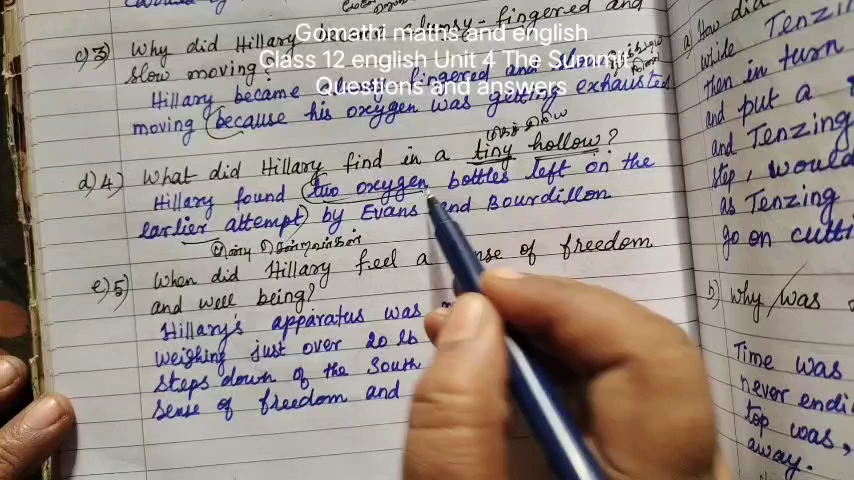 Gomathi maths and english
Class 12 english Unit 4 The Summit
Questions and answers
c) 3) Why did Hillary became clumsy-fingered and
slow moving?
Hillary became clumsy fingered and slow
moving (because his oxygen was getting exhausted
d) 4) What did Hillary find in a tiny hollow?
Hillary found (two oxygen bottles left on the
earlier attempt) by Evans and Bourdillon
e) 5) When did Hillary feel a sense of freedom
and well being?
Hillary's apparatus was
weighing just over 20 lb
steps down of the South
sense of freedom and
a) How did
while Tenzin
then in turn
and put a
and Tenzing
step, would
as Tenzing
go on cutti
b) Why was
Time was
never endi
top was,
away.